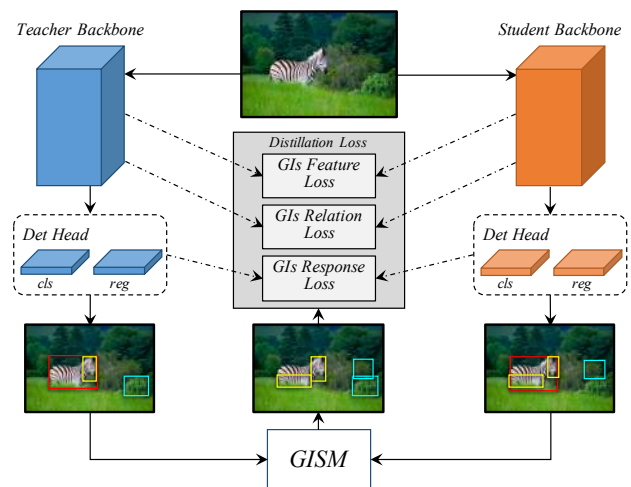 Teacher Backbone
Student Backbone
Distillation Loss
GIs Feature
Loss
GIs Relation
Loss
GIs Response
Loss
Det Head
cls
reg
Det Head
cls
reg
GISM